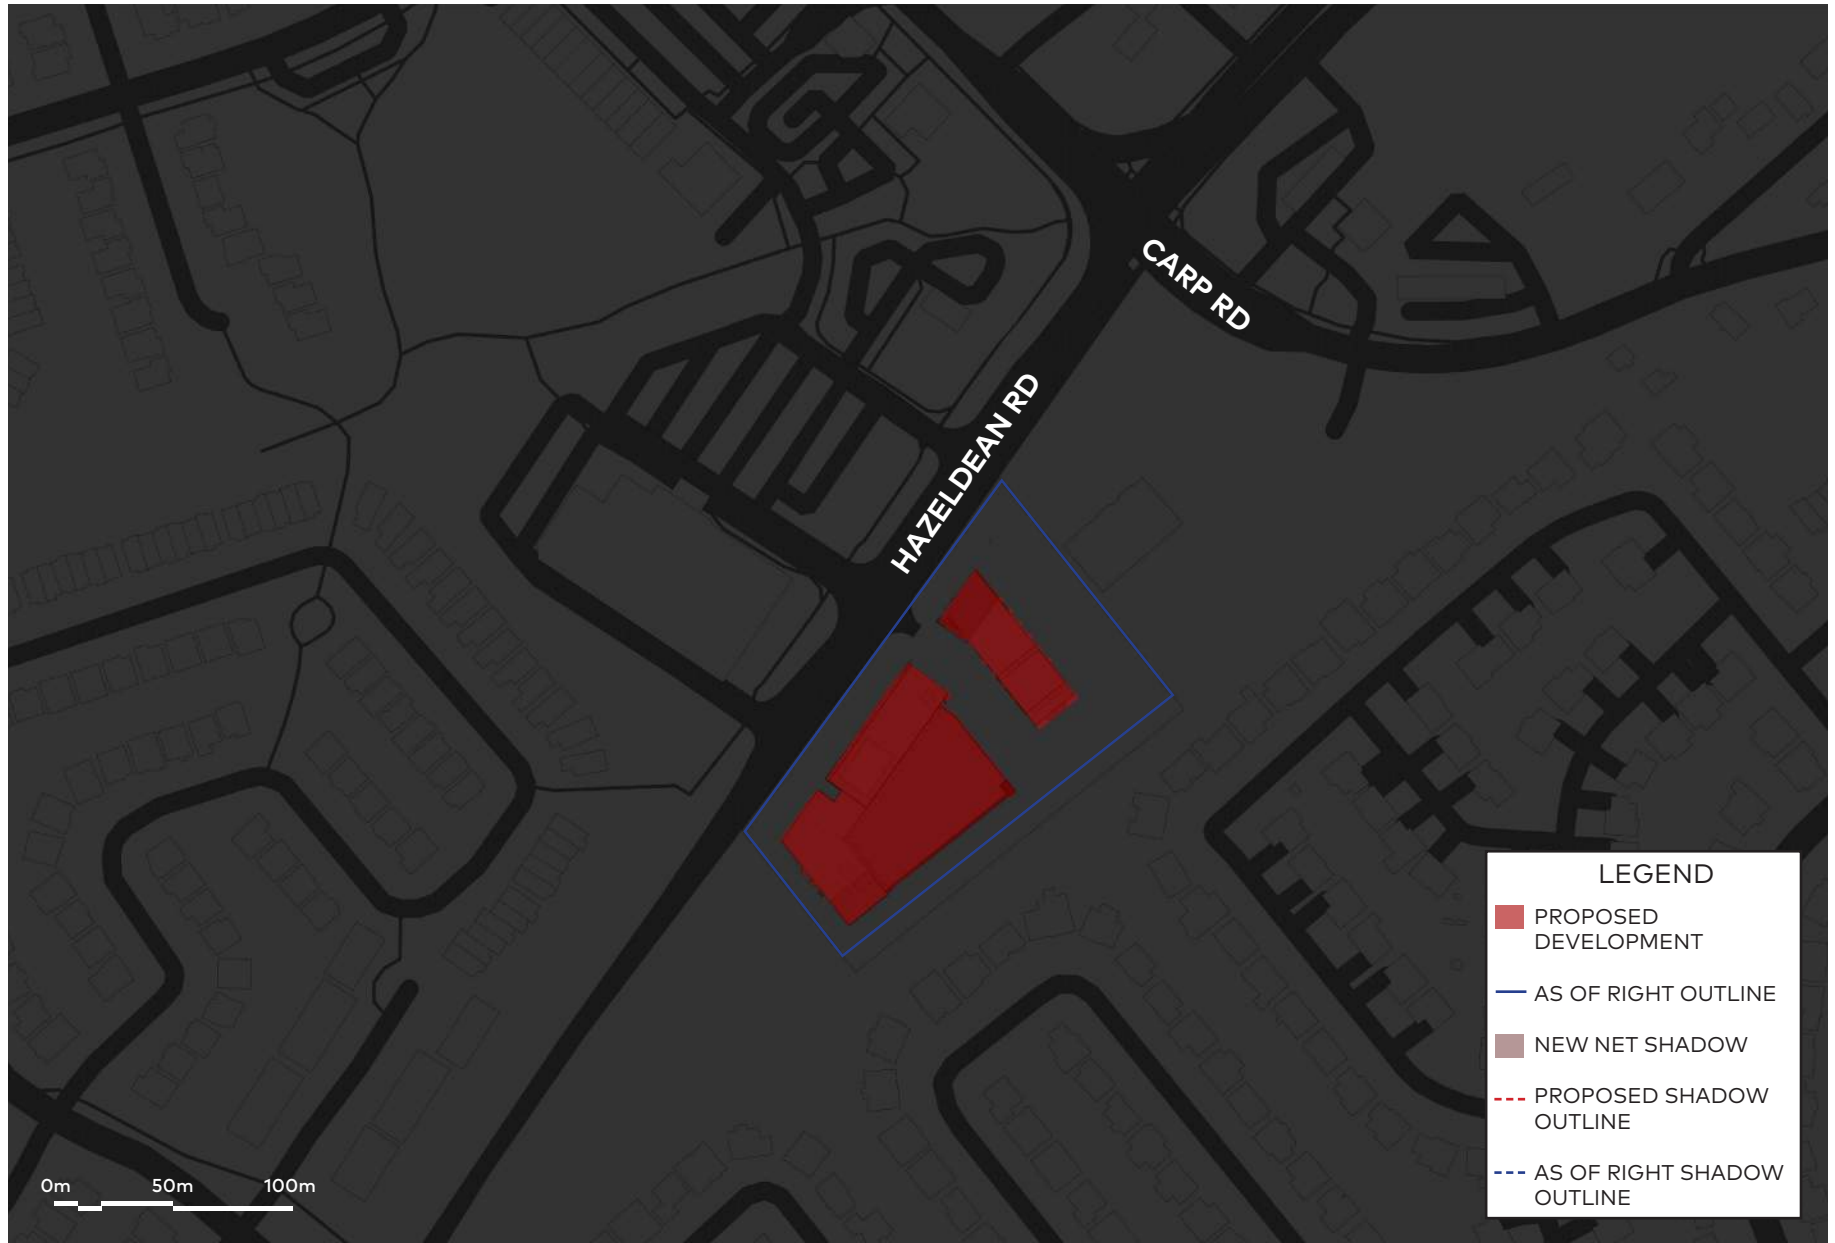 CARP RD
HAZELDEAN RD
LEGEND
PROPOSED
DEVELOPMENT
AS OF RIGHT OUTLINE
NEW NET SHADOW
PROPOSED SHADOW
OUTLINE
AS OF RIGHT SHADOW
OUTLINE
0m 50m 100m